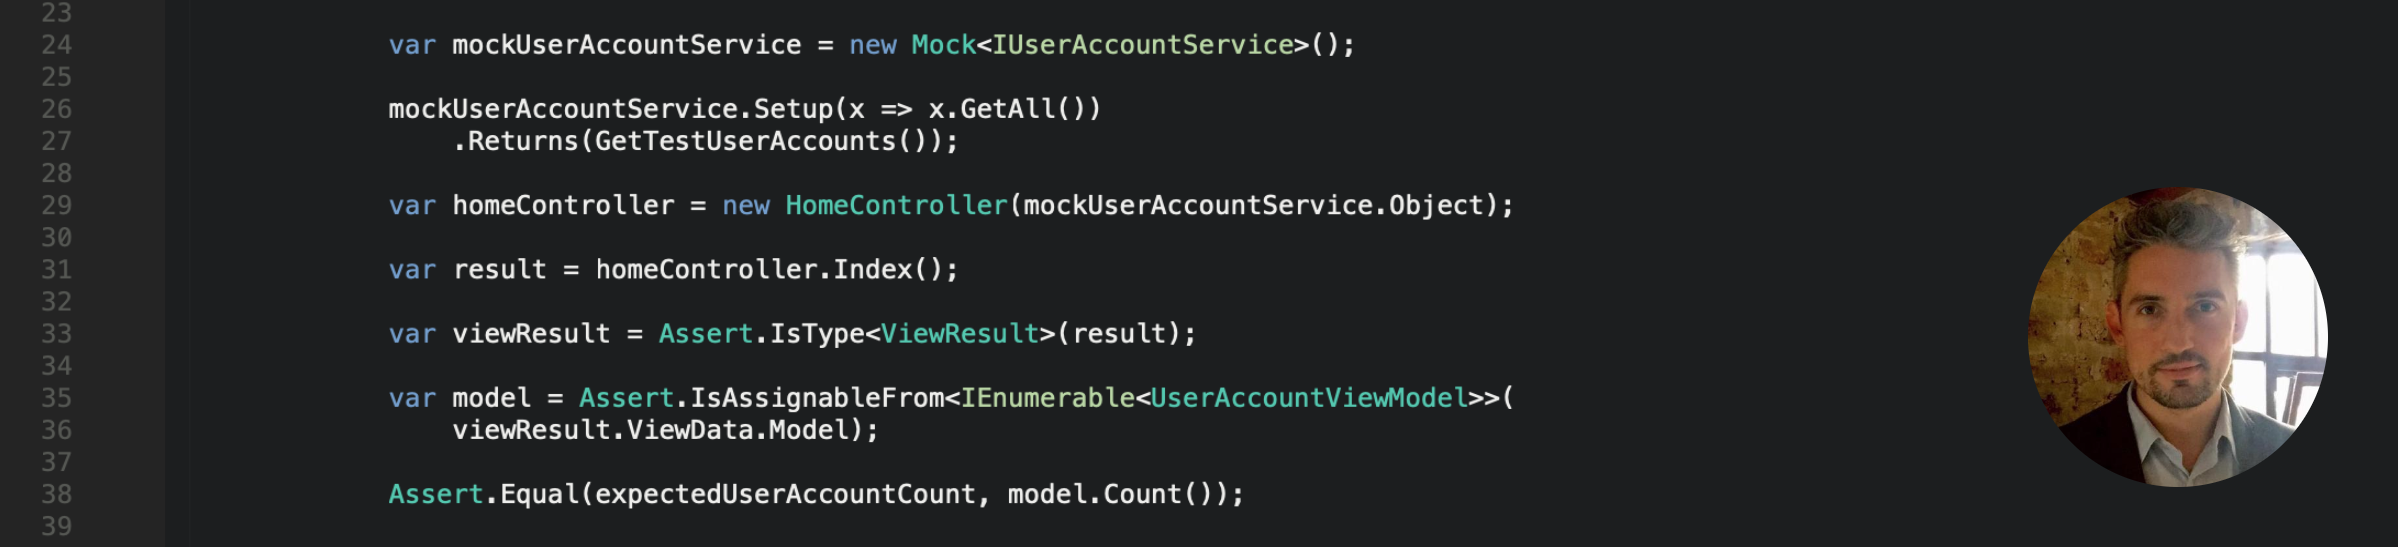 23
24 var mockUserAccountService = new Mock<IUserAccountService>();
25
26 mockUserAccountService.Setup(x => x.GetAll())
27 .Returns(GetTestUserAccounts());
28
29 var homeController = new HomeController(mockUserAccountService.Object);
30
31 var result = homeController.Index();
32
33 var viewResult = Assert.IsType<ViewResult>(result);
34
35 var model = Assert.IsAssignableFrom<IEnumerable<UserAccountViewModel>>(
36 viewResult.ViewData.Model);
37
38 Assert.Equal(expectedUserAccountCount, model.Count());
39